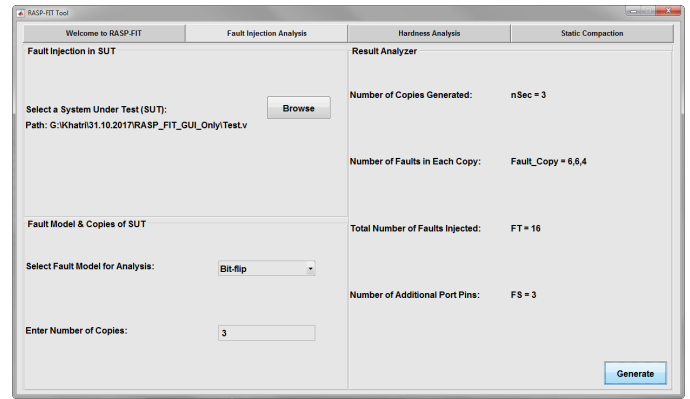 RASP-FIT Tool
Welcome to RASP-FIT
Fault Injection Analysis
Hardness Analysis
Static Compaction
Fault Injection in SUT
Select a System Under Test (SUT):
Browse
Path: G:\Khatri\31.10.2017\RASP_FIT_GUI_Only\Test.v
Fault Model & Copies of SUT
Select Fault Model for Analysis:
Bit-flip
Enter Number of Copies:
3
Result Analyzer
Number of Copies Generated:
nSec = 3
Number of Faults in Each Copy:
Fault_Copy = 6,6,4
Total Number of Faults Injected:
FT = 16
Number of Additional Port Pins:
FS = 3
Generate